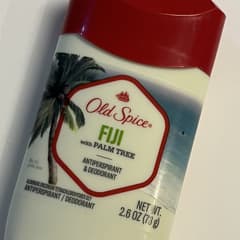 Old Spice
FIJI
with PALM TREE
ANTIPERSPIRANT
& DEODORANT
ANTIPERSPIRANT / DEODORANT
NET WT.
2.6 OZ (73 g)